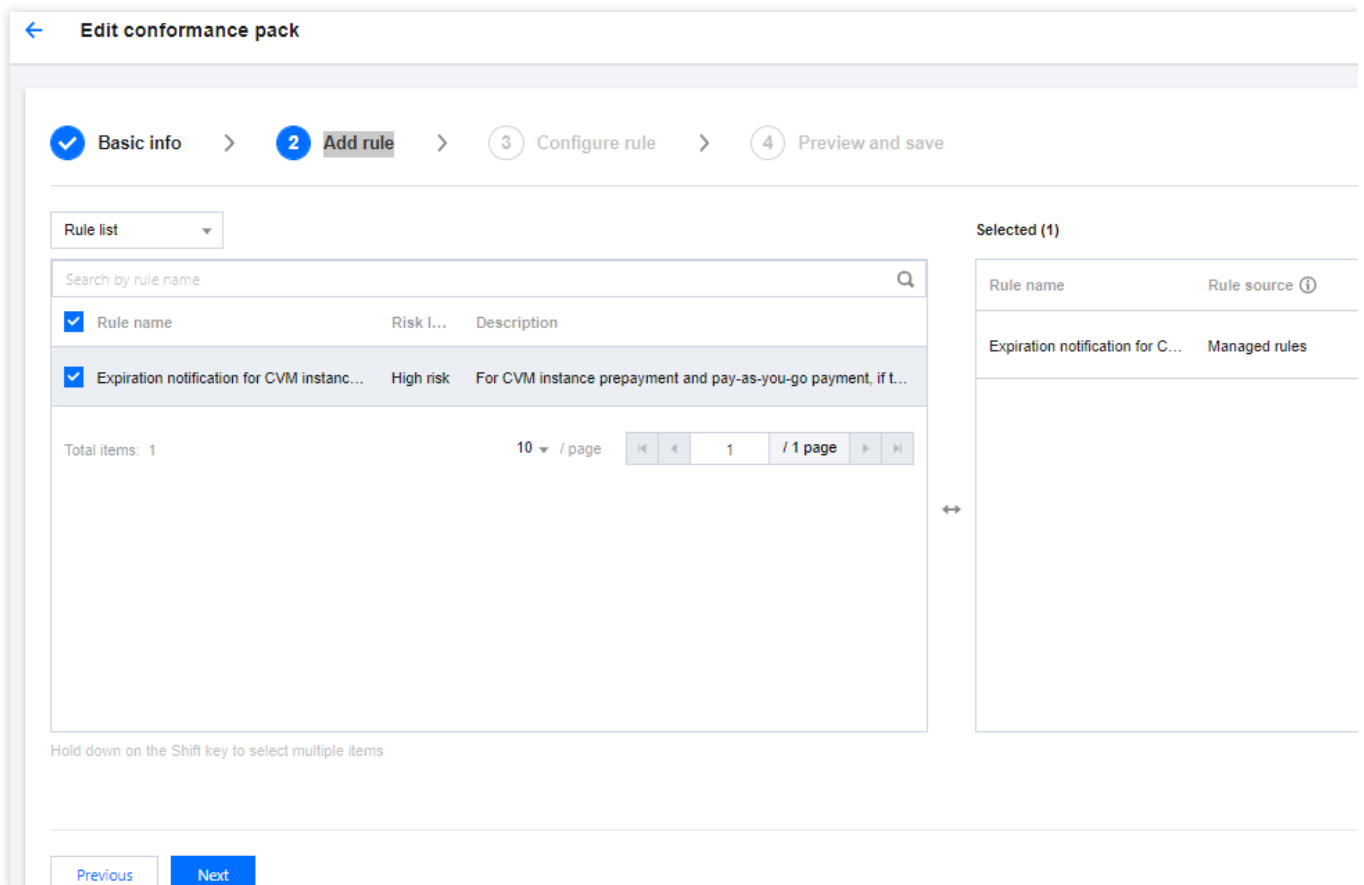 Edit conformance pack
Basic info
2 Add rule
3 Configure rule
4 Preview and save
Rule list
Search by rule name
Rule name Risk l... Description
Expiration notification for CVM instanc... High risk For CVM instance prepayment and pay-as-you-go payment, if t...
Total items: 1 10 / page 1 / 1 page
Hold down on the Shift key to select multiple items
Selected (1)
Rule name Rule source
Expiration notification for C... Managed rules
Previous Next